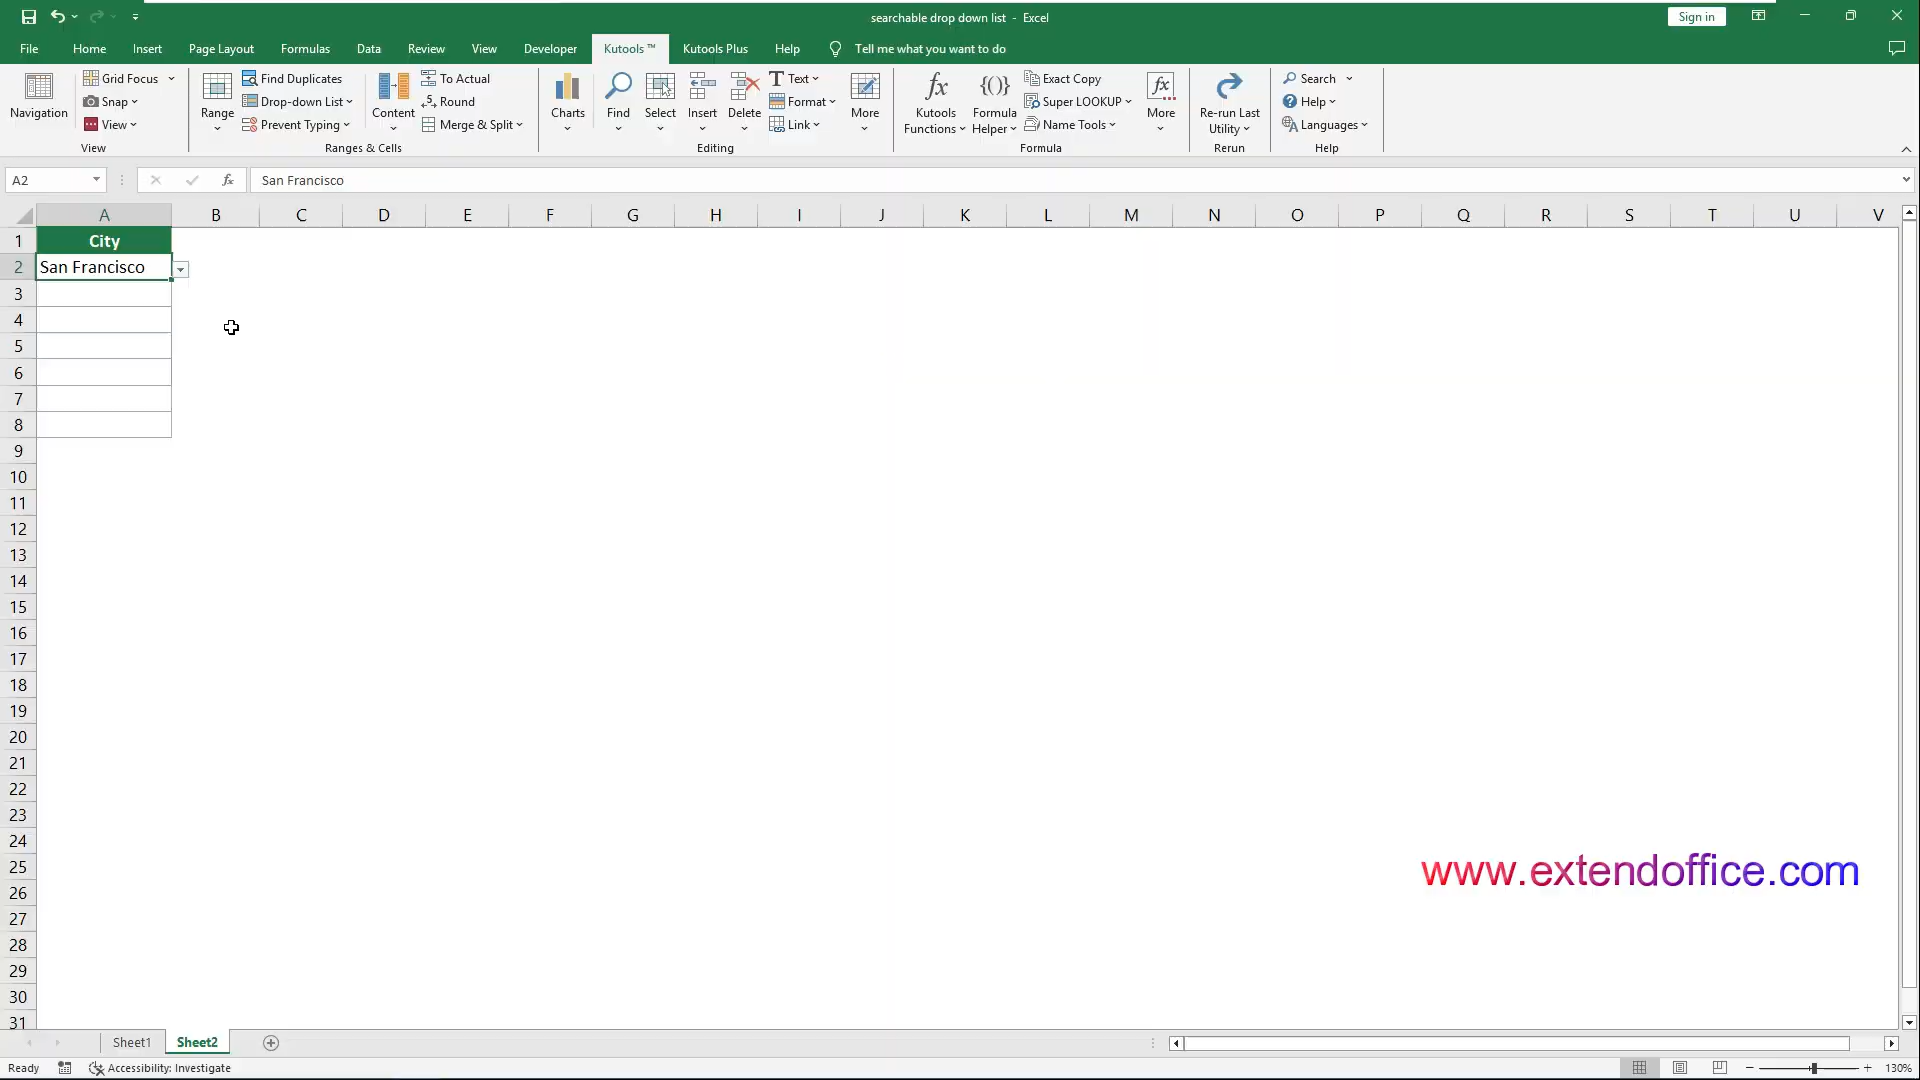 searchable drop down list - Excel
Sign in
File Home Insert Page Layout Formulas Data Review View Developer Kutools ™ Kutools Plus Help Tell me what you want to do
Navigation
Grid Focus
Snap
View
View
Range
Find Duplicates
Drop-down List
Prevent Typing
Content
To Actual
Round
Merge & Split
Ranges & Cells
Charts
Find
Select
Insert
Delete
Text
Format
Link
More
Editing
Kutools Functions
Formula Helper
Exact Copy
Super LOOKUP
Name Tools
More
Formula
Re-run Last Utility
Rerun
Search
Help
Languages
Help
A2 fx San Francisco
A B C D E F G H I J K L M N O P Q R S T U V
1 City
2 San Francisco
3
4
5
6
7
8
9
10
11
12
13
14
15
16
17
18
19
20
21
22
23
24
25
26
27
28
29
30
31
www.extendoffice.com
Sheet1 Sheet2
Ready Accessibility: Investigate 130%